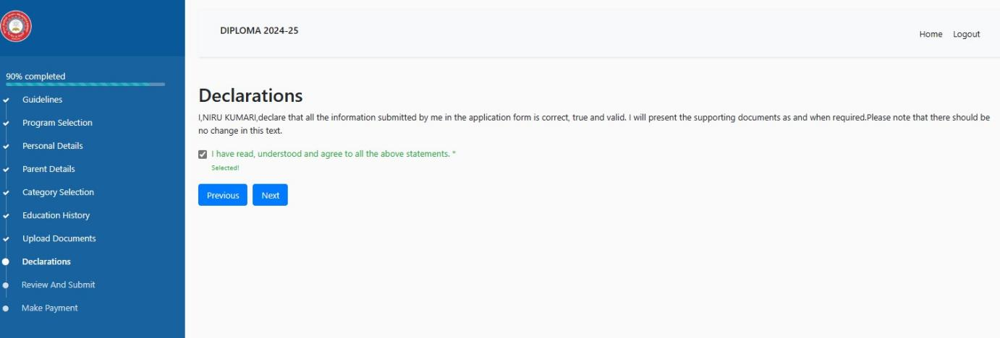 DIPLOMA 2024-25
Home Logout
90% completed
Guidelines
Program Selection
Personal Details
Parent Details
Category Selection
Education History
Upload Documents
Declarations
Review And Submit
Make Payment
Declarations
I,NIRU KUMARI,declare that all the information submitted by me in the application form is correct, true and valid. I will present the supporting documents as and when required.Please note that there should be
no change in this text.
I have read, understood and agree to all the above statements. *
Selected!
Previous Next